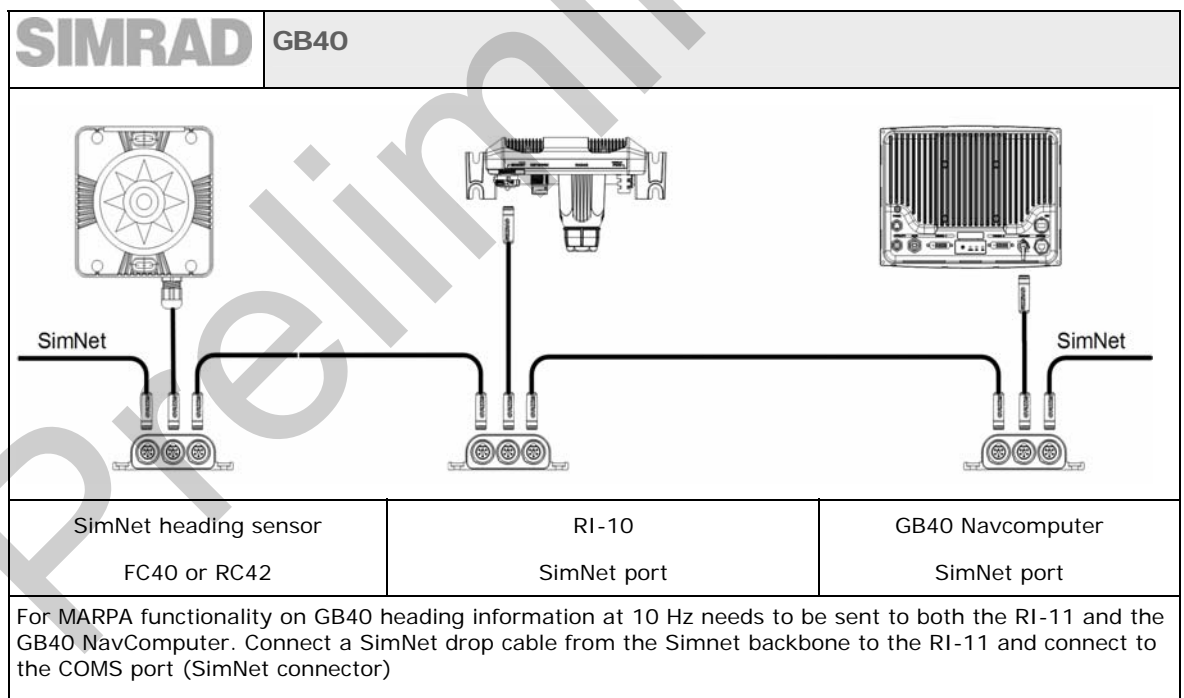 SIMRAD
GB40
SimNet
SimNet
SimNet heading sensor
FC40 or RC42
RI-10
SimNet port
GB40 Navcomputer
SimNet port
For MARPA functionality on GB40 heading information at 10 Hz needs to be sent to both the RI-11 and the
GB40 NavComputer. Connect a SimNet drop cable from the Simnet backbone to the RI-11 and connect to
the COMS port (SimNet connector)